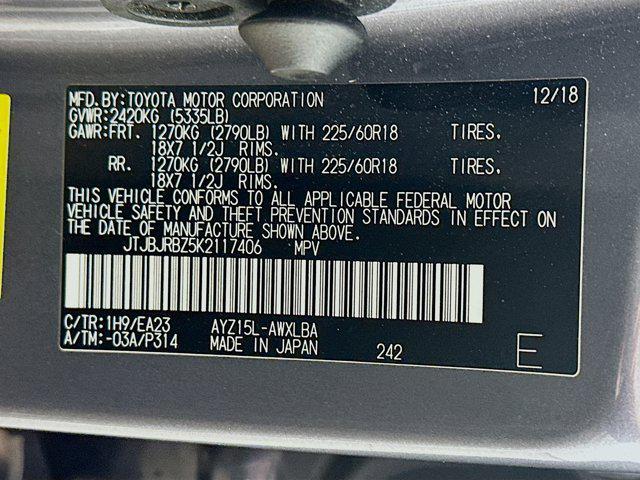 MFD.BY:TOYOTA MOTOR CORPORATION 12/18
GVWR:2420KG (5335LB)
GAWR:FRT. 1270KG (2790LB) WITH 225/60R18 TIRES.
18X7 1/2J RIMS.
RR. 1270KG (2790LB) WITH 225/60R18 TIRES.
18X7 1/2J RIMS.
THIS VEHICLE CONFORMS TO ALL APPLICABLE FEDERAL MOTOR
VEHICLE SAFETY AND THEFT PREVENTION STANDARDS IN EFFECT ON
THE DATE OF MANUFACTURE SHOWN ABOVE.
JTJBJRBZ5K2117406 MPV
C/TR:1H9/EA23 AYZ15L-AWXLBA
A/TM:-03A/P314 MADE IN JAPAN 242 E